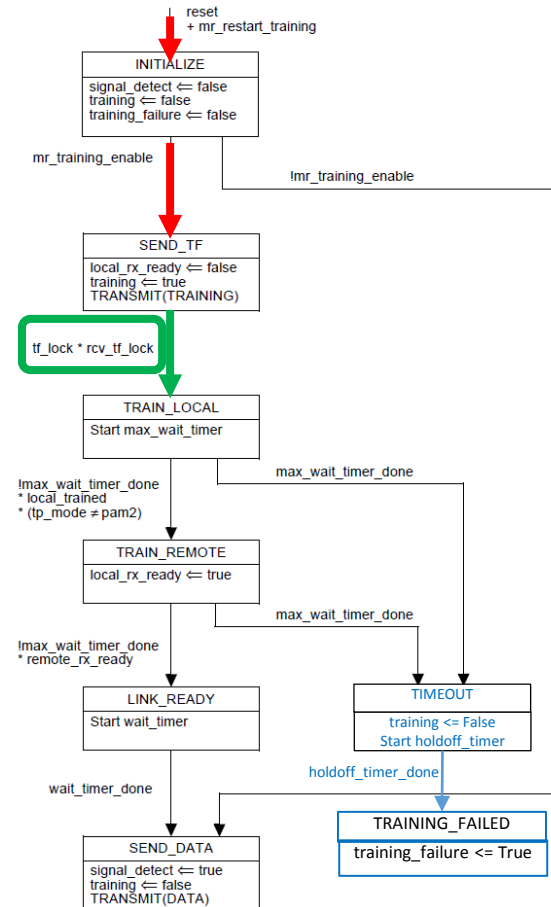 reset
+ mr_restart_training
INITIALIZE
signal_detect ⇐ false
training ⇐ false
training_failure ⇐ false
mr_training_enable
!mr_training_enable
SEND_TF
local_rx_ready ⇐ false
training ⇐ true
TRANSMIT(TRAINING)
tf_lock * rcv_tf_lock
TRAIN_LOCAL
Start max_wait_timer
!max_wait_timer_done
* local_trained
* (tp_mode ≠ pam2)
max_wait_timer_done
TRAIN_REMOTE
local_rx_ready ⇐ true
max_wait_timer_done
!max_wait_timer_done
* remote_rx_ready
LINK_READY
Start wait_timer
TIMEOUT
training <= False
Start holdoff_timer
wait_timer_done
holdoff_timer_done
TRAINING_FAILED
training_failure <= True
SEND_DATA
signal_detect ⇐ true
training ⇐ false
TRANSMIT(DATA)